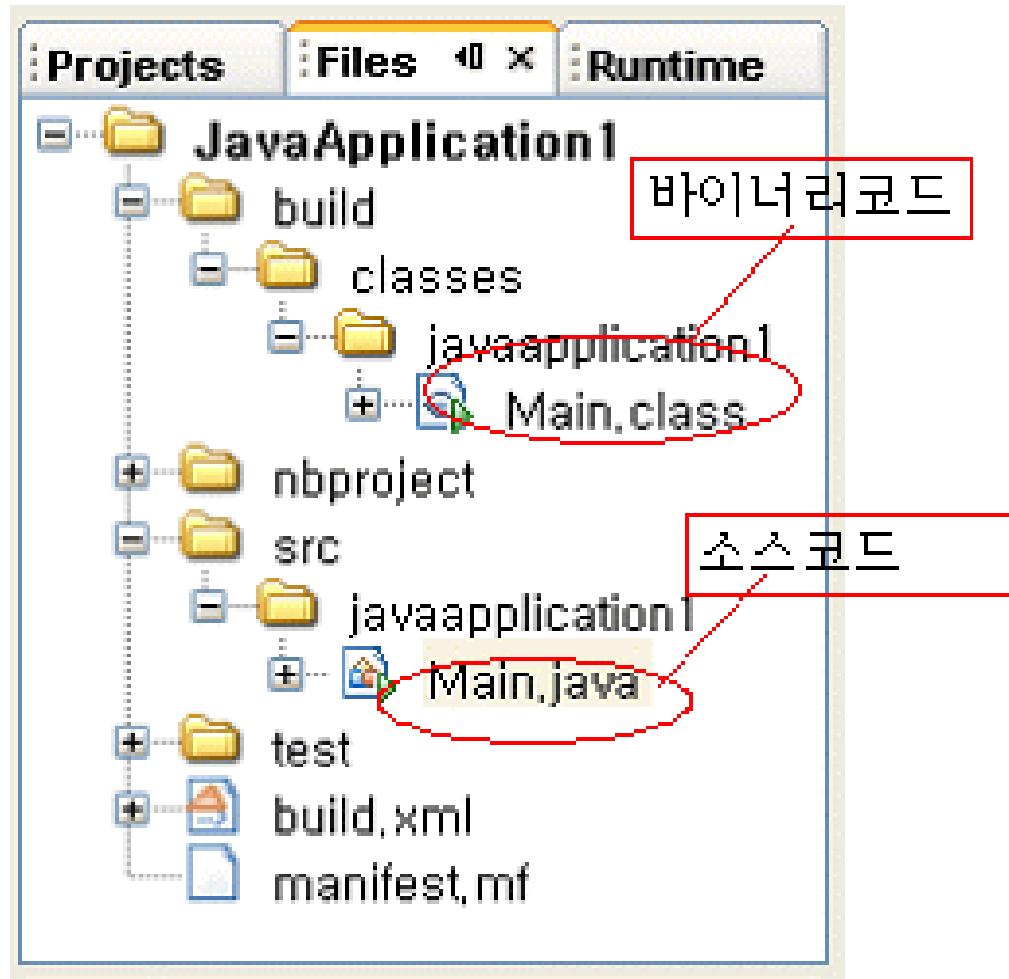 Projects Files Runtime
JavaApplication1
바이너리코드
build
classes
javaapplication1
Main,class
nbproject
소스코드
src
javaapplication1
Main,java
test
build,xml
manifest,mf